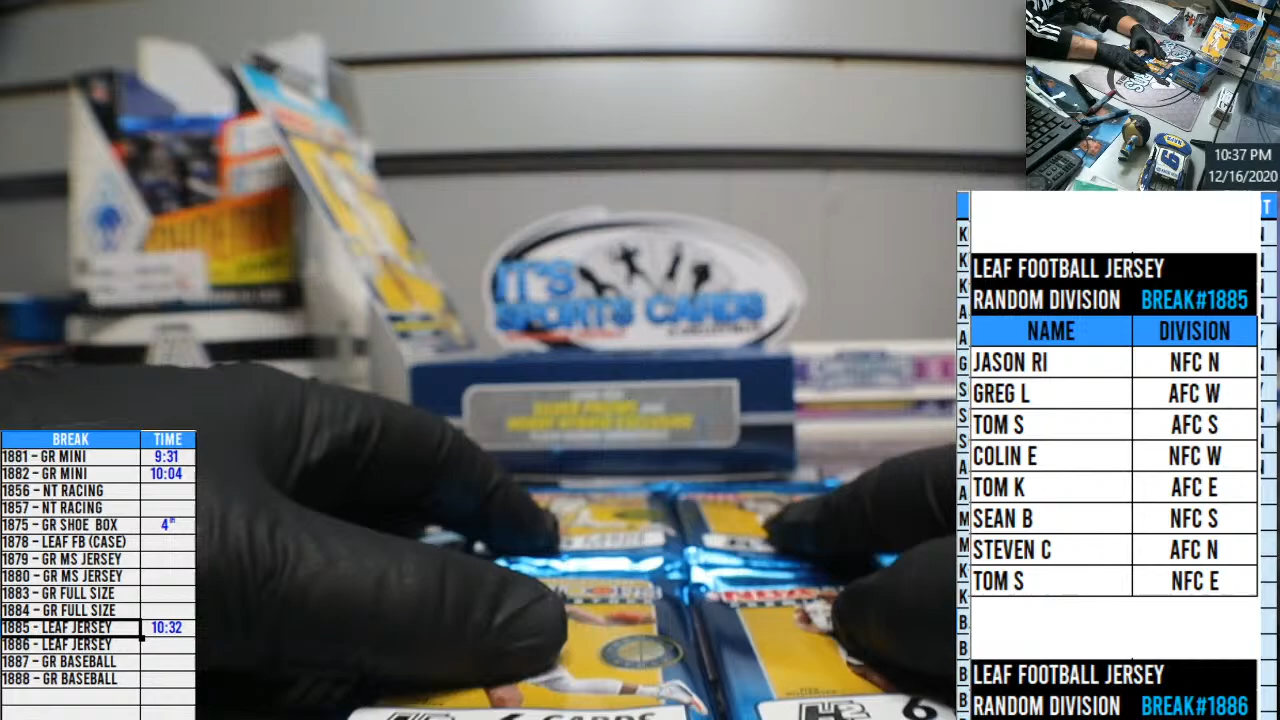 10:37 PM
12/16/2020
LEAF FOOTBALL JERSEY
RANDOM DIVISION BREAK#1885
NAME DIVISION
JASON RI NFC N
GREG L AFC W
TOM S AFC S
COLIN E NFC W
TOM K AFC E
SEAN B NFC S
STEVEN C AFC N
TOM S NFC E
LEAF FOOTBALL JERSEY
RANDOM DIVISION BREAK#1886
K
K
K
A
A
G
S
S
S
A
A
M
M
K
K
B
B
B
B
T
IT'S
SPORTS CARDS
BREAK TIME
1881 - GR MINI 9:31
1882 - GR MINI 10:04
1856 - NT RACING
1857 - NT RACING
1875 - GR SHOE BOX 4th
1878 - LEAF FB (CASE)
1879 - GR MS JERSEY
1880 - GR MS JERSEY
1883 - GR FULL SIZE
1884 - GR FULL SIZE
1885 - LEAF JERSEY 10:32
1886 - LEAF JERSEY
1887 - GR BASEBALL
1888 - GR BASEBALL
6 CARDS
6